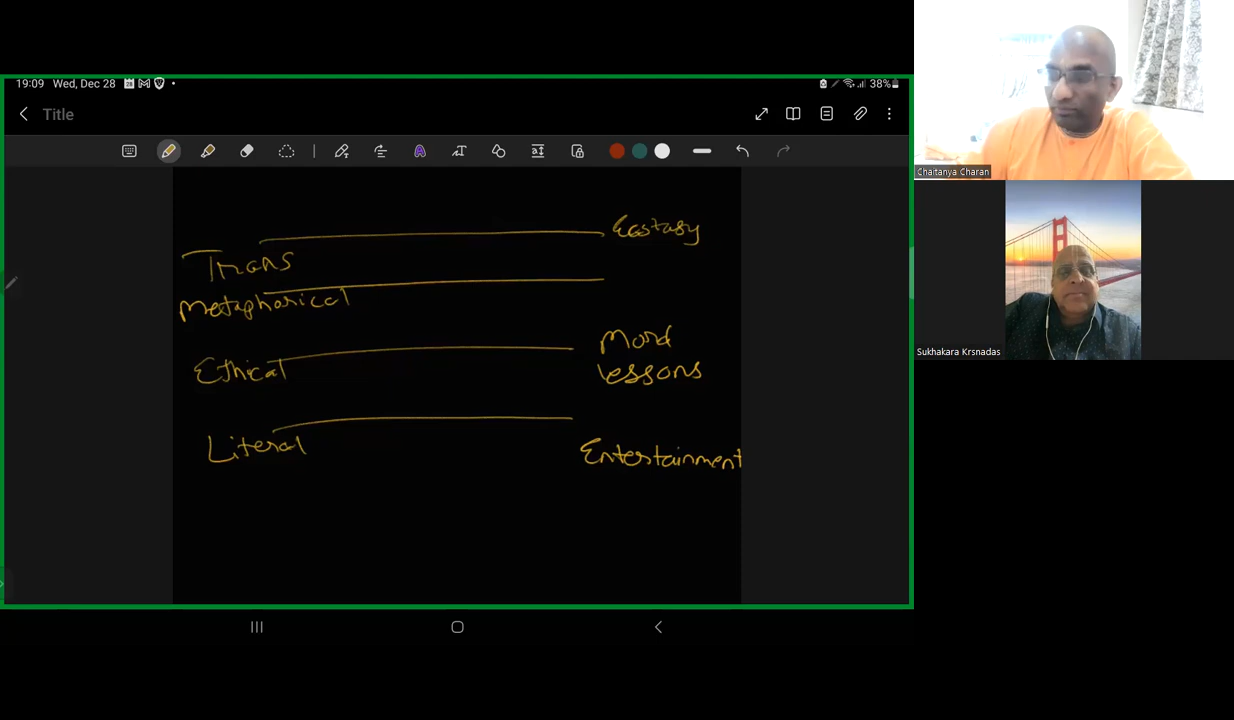 19:09 Wed, Dec 28
38%
Title
Chaitanya Charan
Ecstasy
Trans
Metaphorical
Moral
Ethical
lessons
Literal
Entertainment
Sukhakara Krsnadas